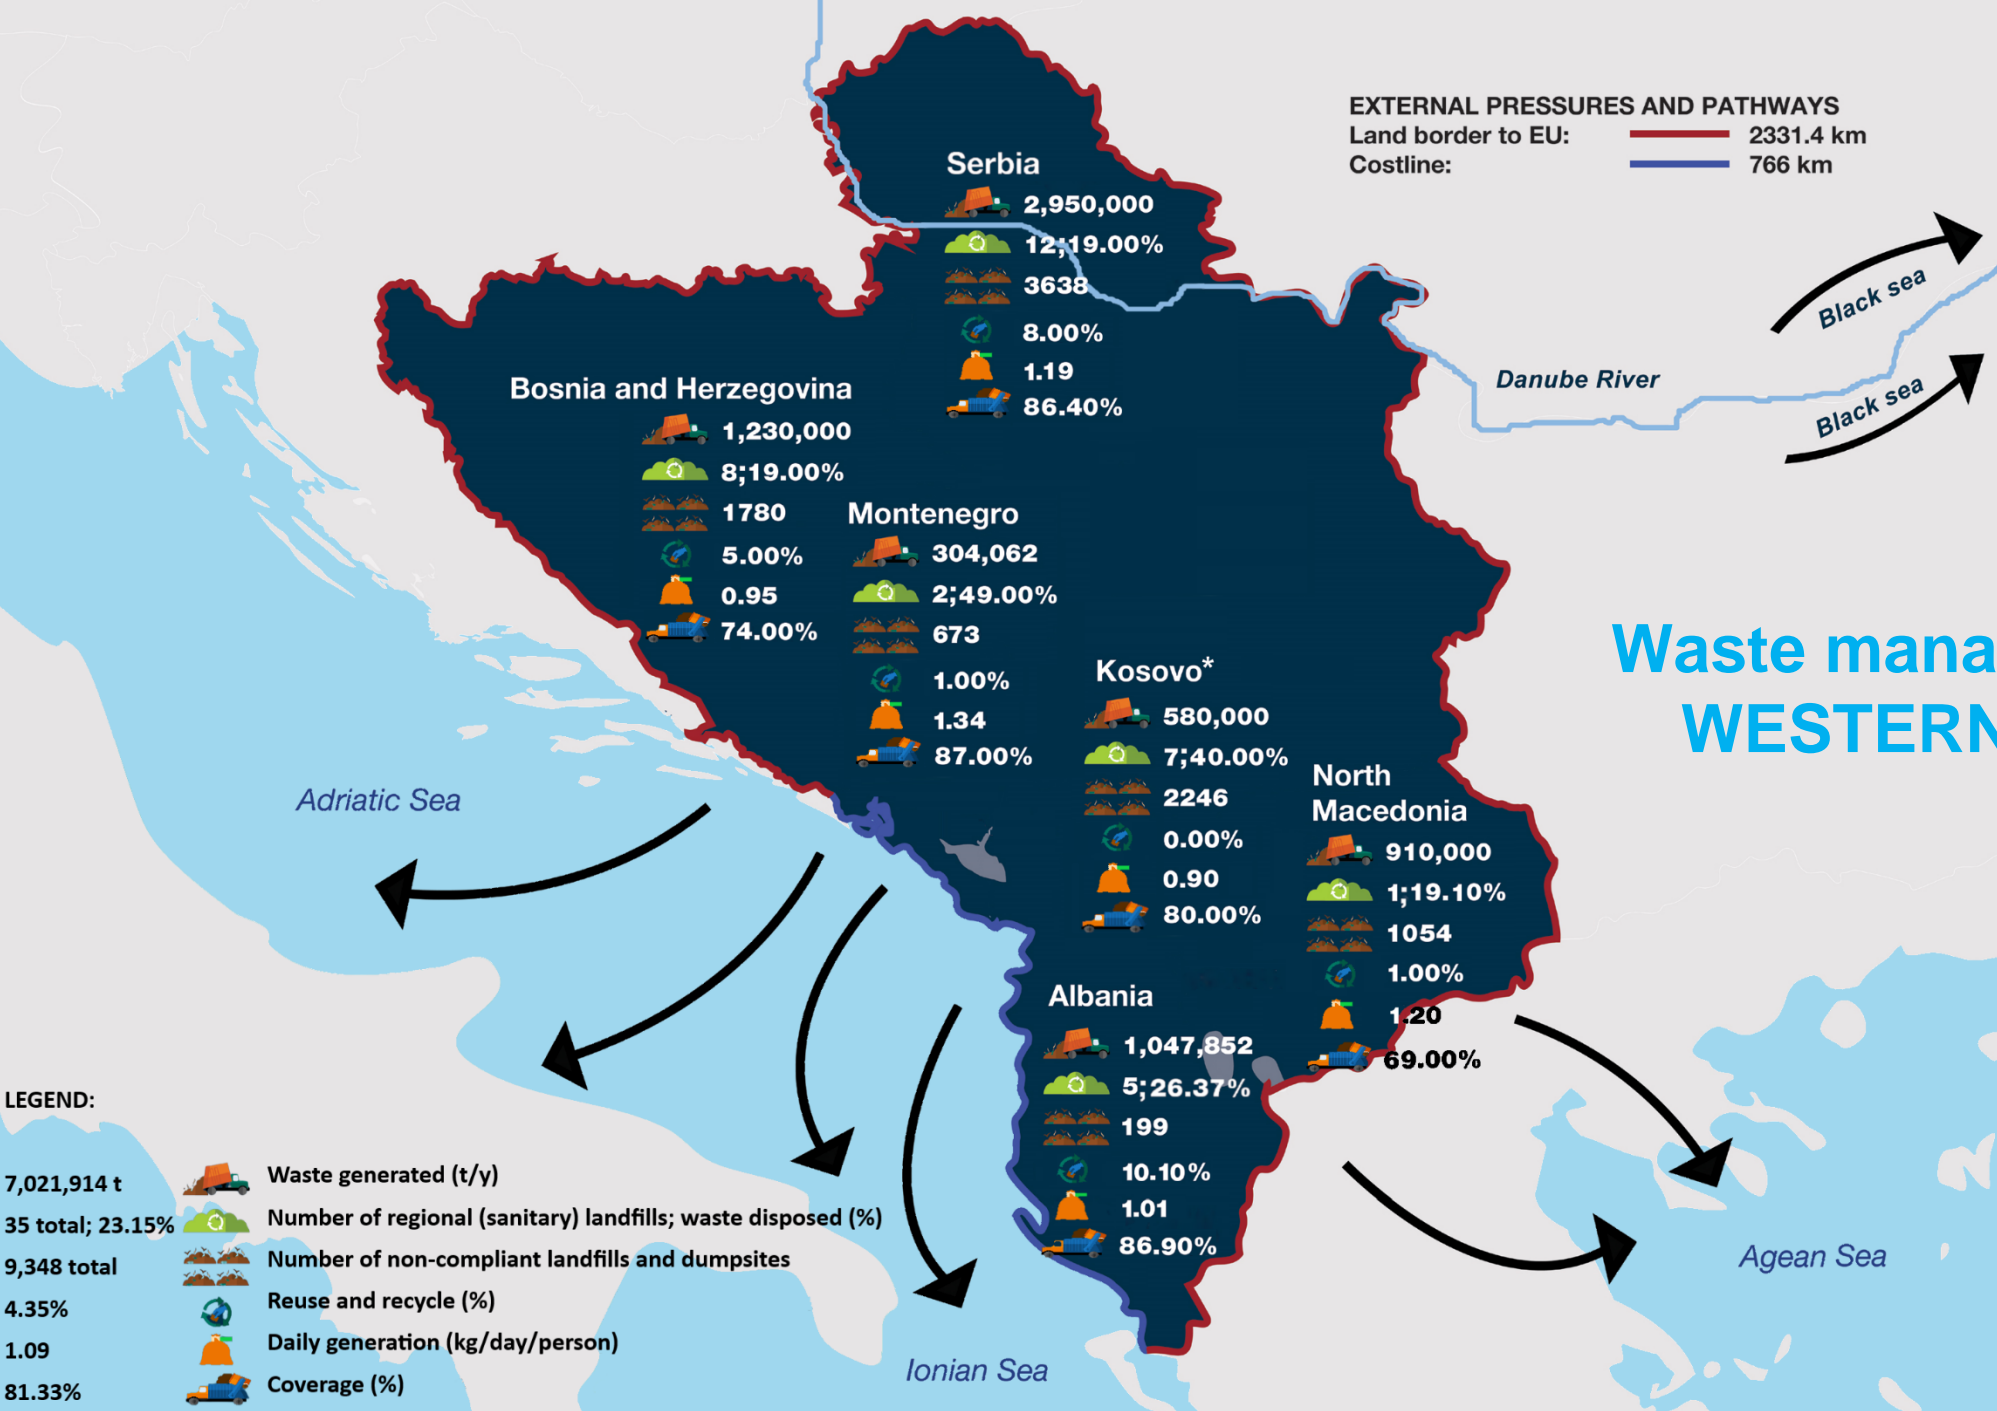 EXTERNAL PRESSURES AND PATHWAYS
Land border to EU: 2331.4 km
Costline: 766 km
Serbia
2,950,000
12;19.00%
3638
8.00%
1.19
86.40%
Black sea
Black sea
Danube River
Bosnia and Herzegovina
1,230,000
8;19.00%
1780
5.00%
0.95
74.00%
Montenegro
304,062
2;49.00%
673
1.00%
1.34
87.00%
Waste mana
WESTERN
Kosovo*
580,000
7;40.00%
2246
0.00%
0.90
80.00%
North
Macedonia
910,000
1;19.10%
1054
1.00%
1.20
69.00%
Adriatic Sea
Albania
1,047,852
5;26.37%
199
10.10%
1.01
86.90%
Agean Sea
Ionian Sea
LEGEND:
7,021,914 t Waste generated (t/y)
35 total; 23.15% Number of regional (sanitary) landfills; waste disposed (%)
9,348 total Number of non-compliant landfills and dumpsites
4.35% Reuse and recycle (%)
1.09 Daily generation (kg/day/person)
81.33% Coverage (%)